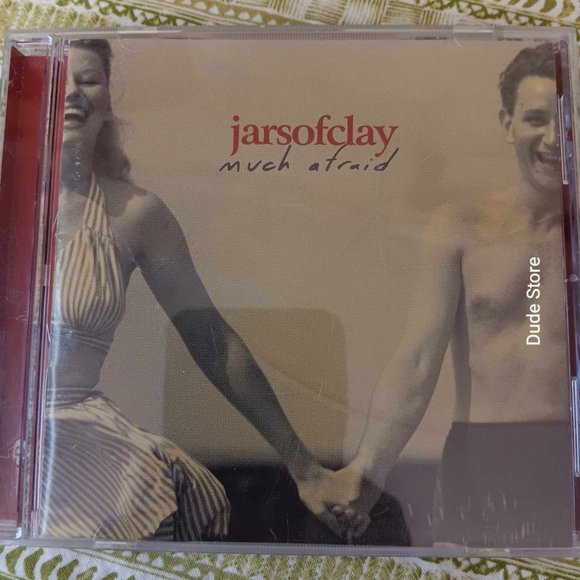 jarsofclay
much afraid
Dude Store